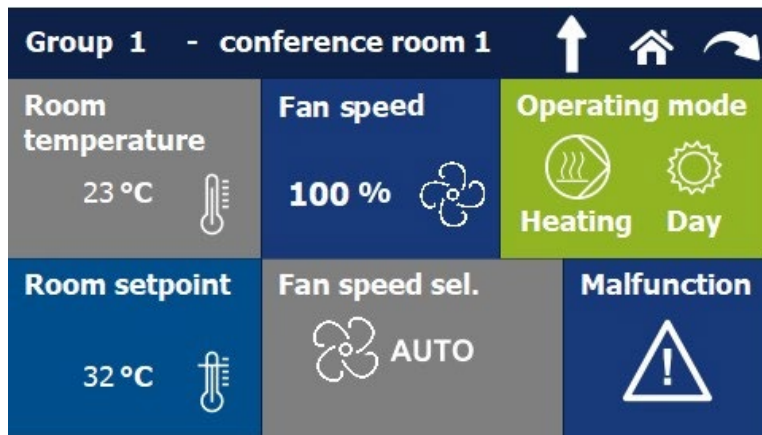 Group 1 - conference room 1
Room
temperature
23 °C
Fan speed
100 %
Operating mode
Heating Day
Room setpoint
32 °C
Fan speed sel.
AUTO
Malfunction
!